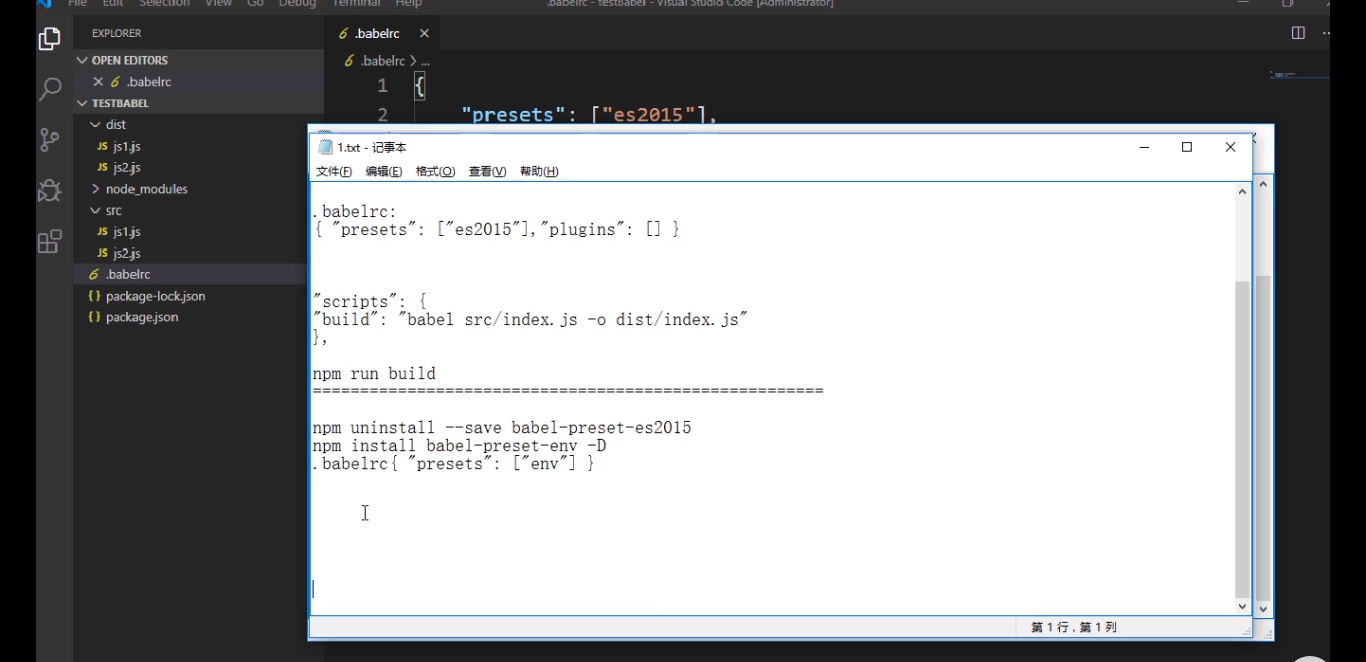 File Edit Selection View Go Debug Terminal Help
.babelrc - testBabel - Visual Studio Code [Administrator]
EXPLORER
.babelrc
OPEN EDITORS
.babelrc > ...
.babelrc
1 {
TESTBABEL
2 "presets": ["es2015"],
dist
js1.js
js2.js
node_modules
src
js1.js
js2.js
.babelrc
package-lock.json
package.json
1.txt - 记事本
文件(F) 编辑(E) 格式(O) 查看(V) 帮助(H)
.babelrc:
{ "presets": ["es2015"],"plugins": [] }
"scripts": {
"build": "babel src/index.js -o dist/index.js"
},
npm run build
======================================================
npm uninstall --save babel-preset-es2015
npm install babel-preset-env -D
.babelrc{ "presets": ["env"] }
第 1 行，第 1 列